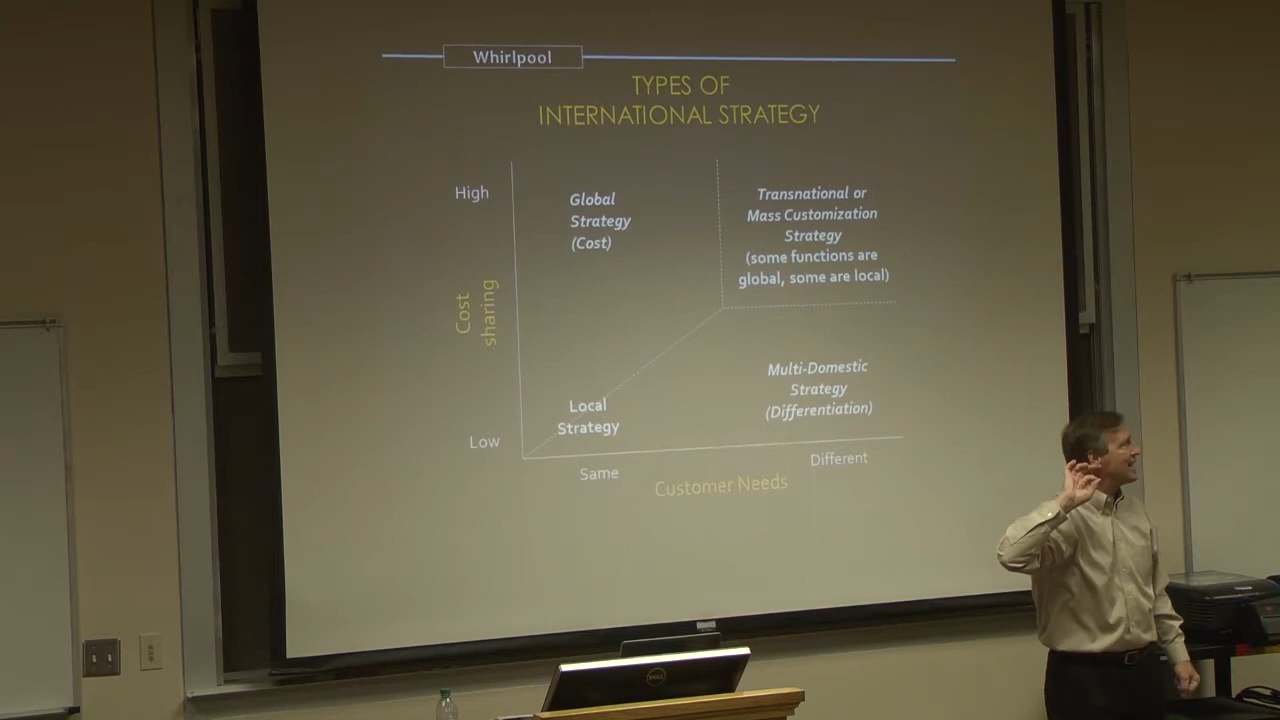 Whirlpool
TYPES OF
INTERNATIONAL STRATEGY
High
Global
Strategy
(Cost)
Transnational or
Mass Customization
Strategy
(some functions are
global, some are local)
Cost
sharing
Multi-Domestic
Strategy
(Differentiation)
Local
Strategy
Low
Same
Different
Customer Needs
DELL